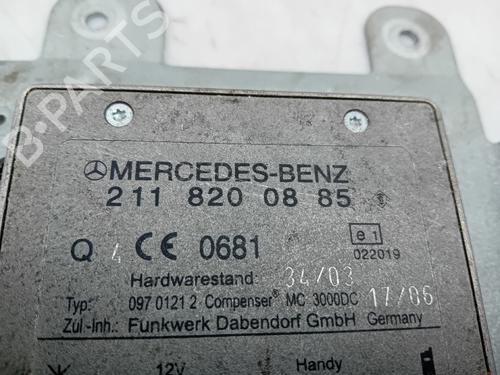 B-PARTS
MERCEDES-BENZ
211 820 08 85
Q 4 CE 0681 e1
022019
Hardwarestand: 34/03
Typ: 097 0121 2 Compenser® MC 3000DC 17/06
Zul.-Inh.: Funkwerk Dabendorf GmbH Germany
12V Handy